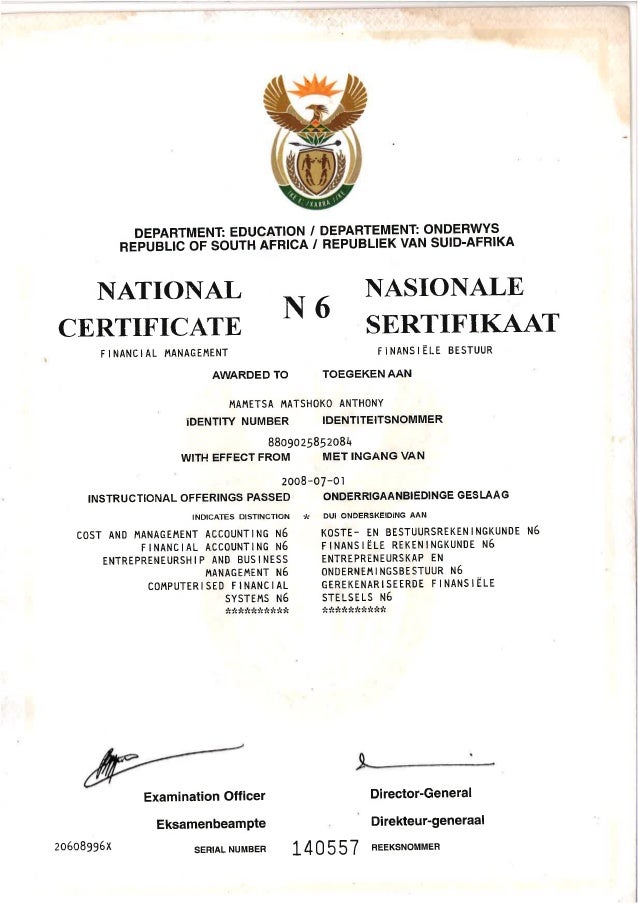 !KE E: /XARRA //KE
DEPARTMENT: EDUCATION / DEPARTEMENT: ONDERWYS
REPUBLIC OF SOUTH AFRICA / REPUBLIEK VAN SUID-AFRIKA
NATIONAL CERTIFICATE
N 6
NASIONALE SERTIFIKAAT
FINANCIAL MANAGEMENT FINANSIËLE BESTUUR
AWARDED TO TOEGEKEN AAN
MAMETSA MATSHOKO ANTHONY
IDENTITY NUMBER IDENTITEITSNOMMER
8809025852084
WITH EFFECT FROM MET INGANG VAN
2008-07-01
INSTRUCTIONAL OFFERINGS PASSED ONDERRIGAANBIEDINGE GESLAAG
INDICATES DISTINCTION * DUI ONDERSKEIDING AAN
COST AND MANAGEMENT ACCOUNTING N6 KOSTE- EN BESTUURSREKENINGKUNDE N6
FINANCIAL ACCOUNTING N6 FINANSIËLE REKENINGKUNDE N6
ENTREPRENEURSHIP AND BUSINESS ENTREPRENEURSKAP EN
MANAGEMENT N6 ONDERNEMINGSBESTUUR N6
COMPUTERISED FINANCIAL GEREKENARISEERDE FINANSIËLE
SYSTEMS N6 STELSELS N6
********** **********
Examination Officer Director-General
Eksamenbeampte Direkteur-generaal
20608996X SERIAL NUMBER 140557 REEKSNOMMER